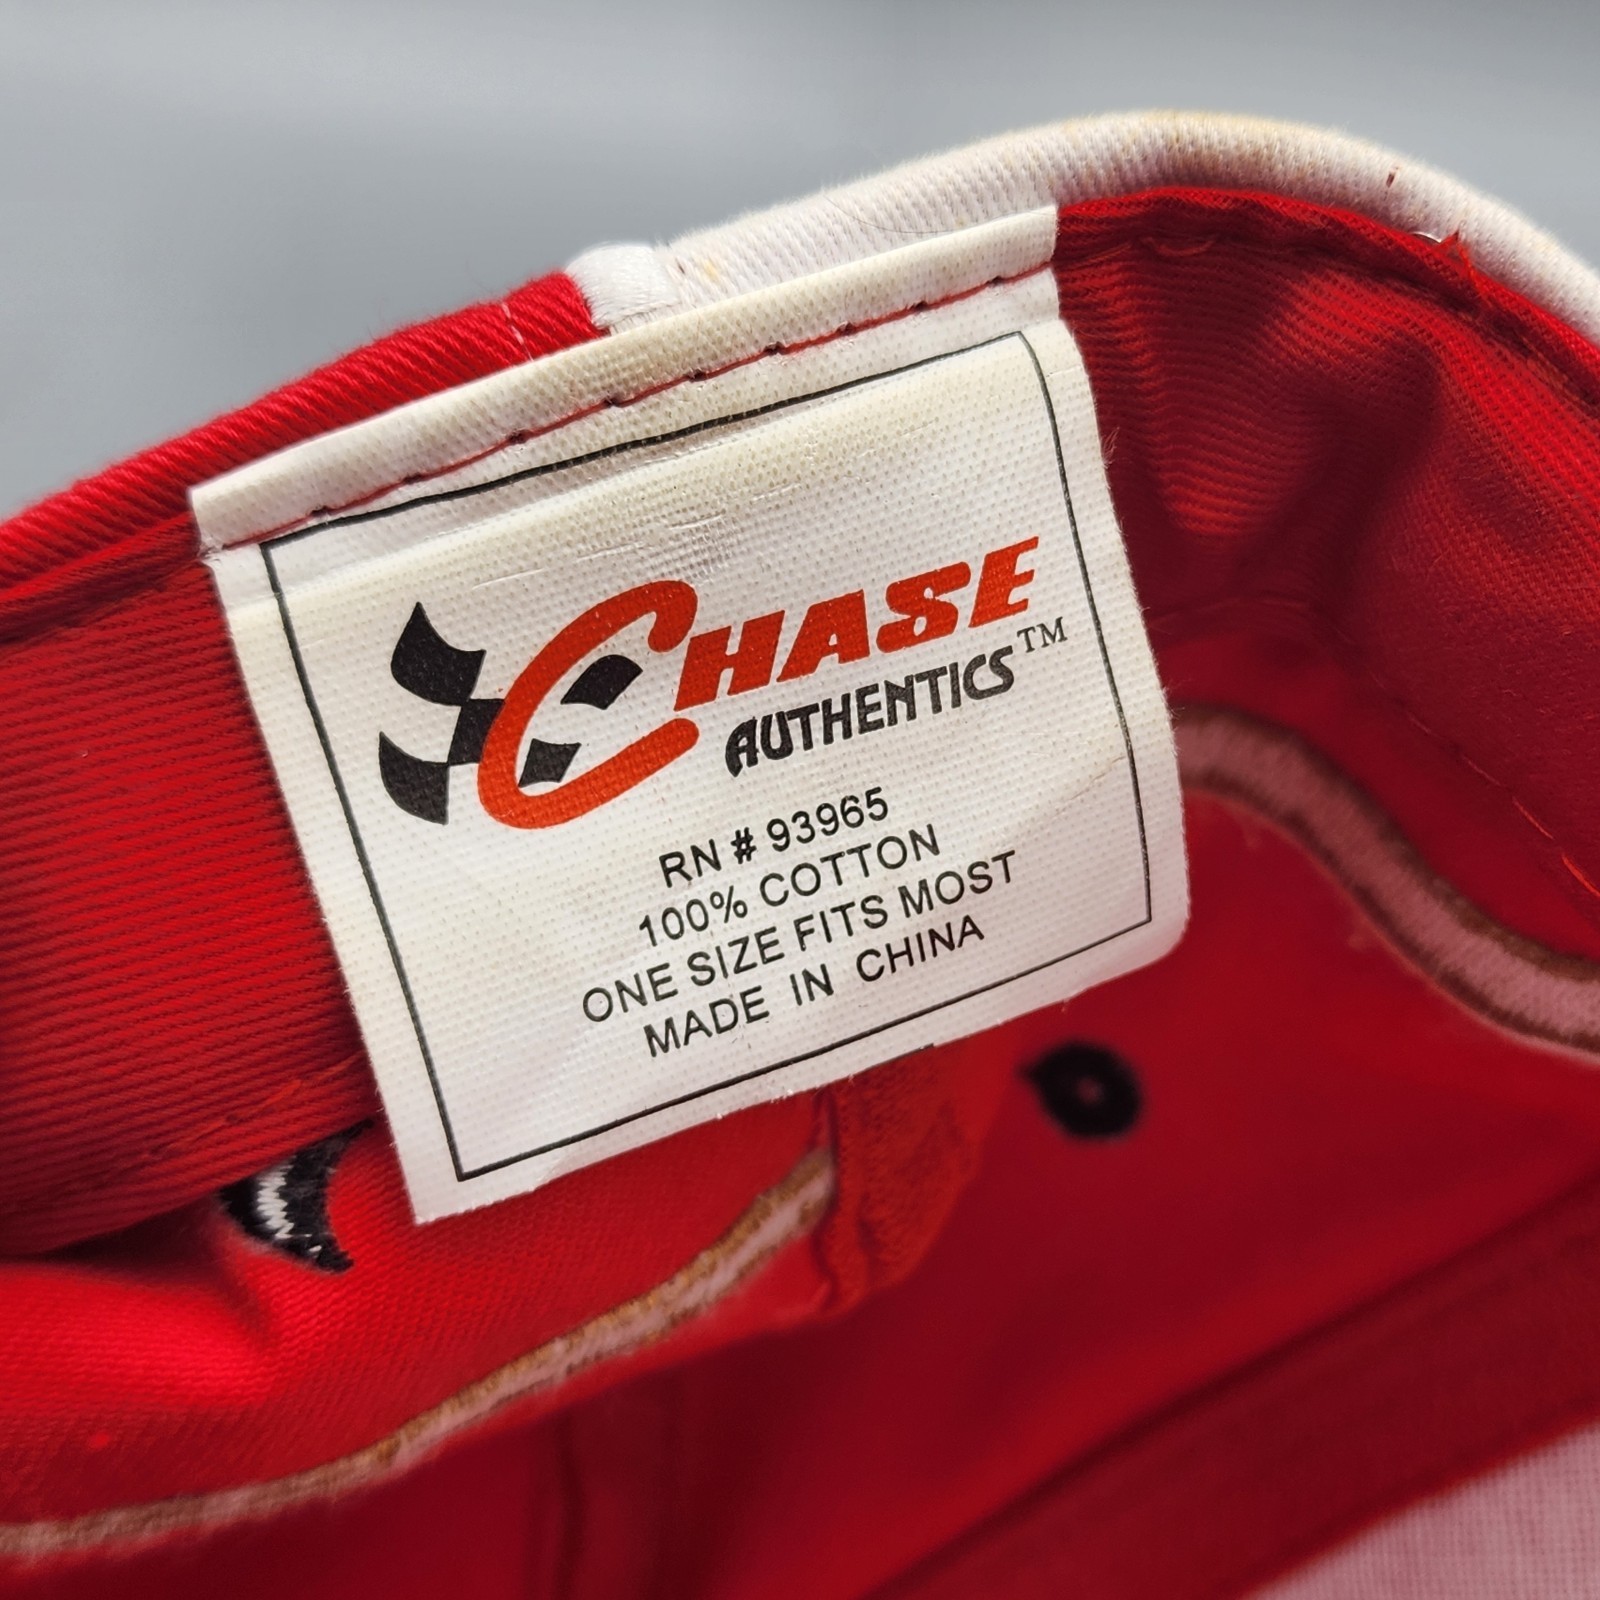 CHASE
AUTHENTICS™
RN # 93965
100% COTTON
ONE SIZE FITS MOST
MADE IN CHINA